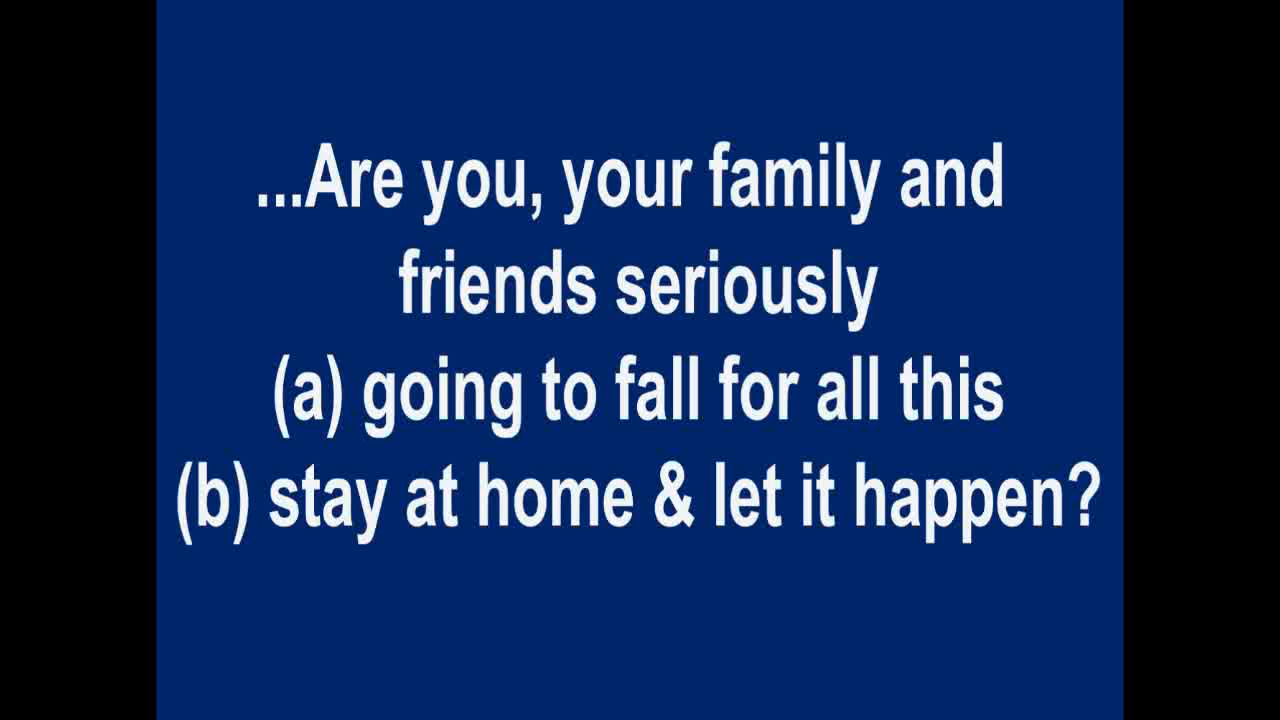 ...Are you, your family and
friends seriously
(a) going to fall for all this
(b) stay at home & let it happen?